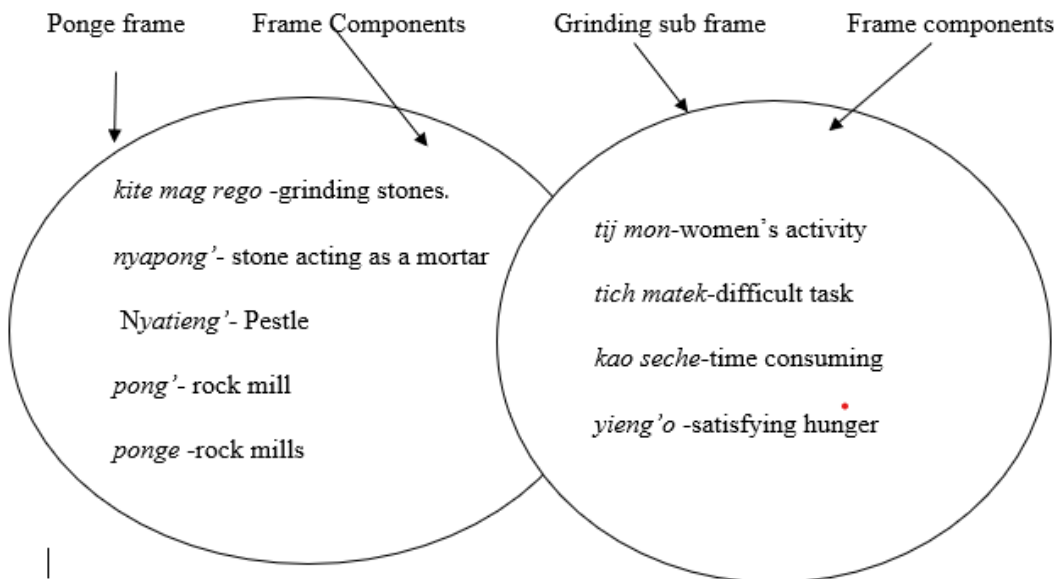 Ponge frame
Frame Components
Grinding sub frame
Frame components
kite mag rego -grinding stones.
nyapong’- stone acting as a mortar
Nyatieng’- Pestle
pong’- rock mill
ponge -rock mills
tij mon-women’s activity
tich matek-difficult task
kao seche-time consuming
yieng’o -satisfying hunger